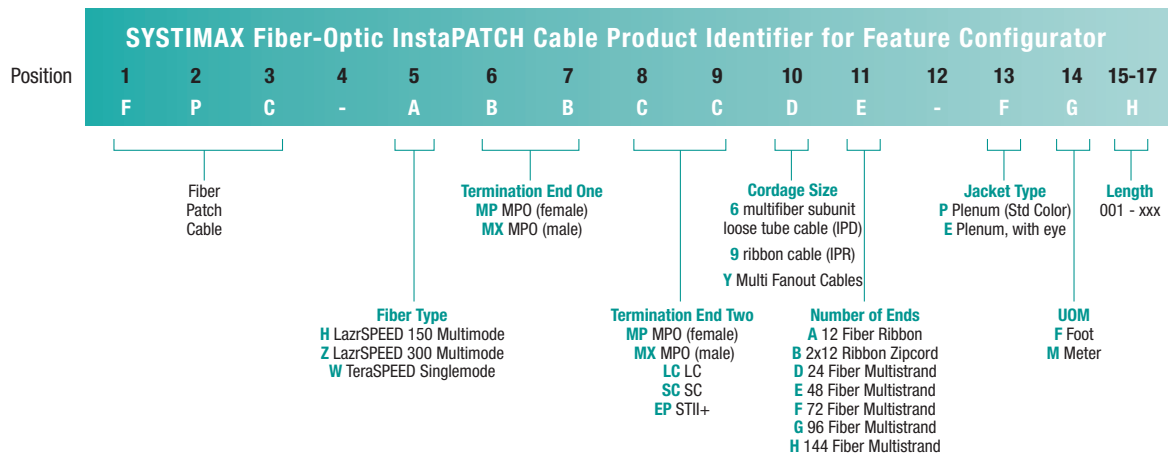 SYSTIMAX Fiber-Optic InstaPATCH Cable Product Identifier for Feature Configurator
Position 1 2 3 4 5 6 7 8 9 10 11 12 13 14 15-17
F P C - A B B C C D E - F G H
Fiber
Patch
Cable
Termination End One
MP MPO (female)
MX MPO (male)
Cordage Size
6 multifiber subunit
loose tube cable (IPD)
9 ribbon cable (IPR)
Y Multi Fanout Cables
Jacket Type
P Plenum (Std Color)
E Plenum, with eye
Length
001 - xxx
Fiber Type
H LazrSPEED 150 Multimode
Z LazrSPEED 300 Multimode
W TeraSPEED Singlemode
Termination End Two
MP MPO (female)
MX MPO (male)
LC LC
SC SC
EP STII+
Number of Ends
A 12 Fiber Ribbon
B 2x12 Ribbon Zipcord
D 24 Fiber Multistrand
E 48 Fiber Multistrand
F 72 Fiber Multistrand
G 96 Fiber Multistrand
H 144 Fiber Multistrand
UOM
F Foot
M Meter